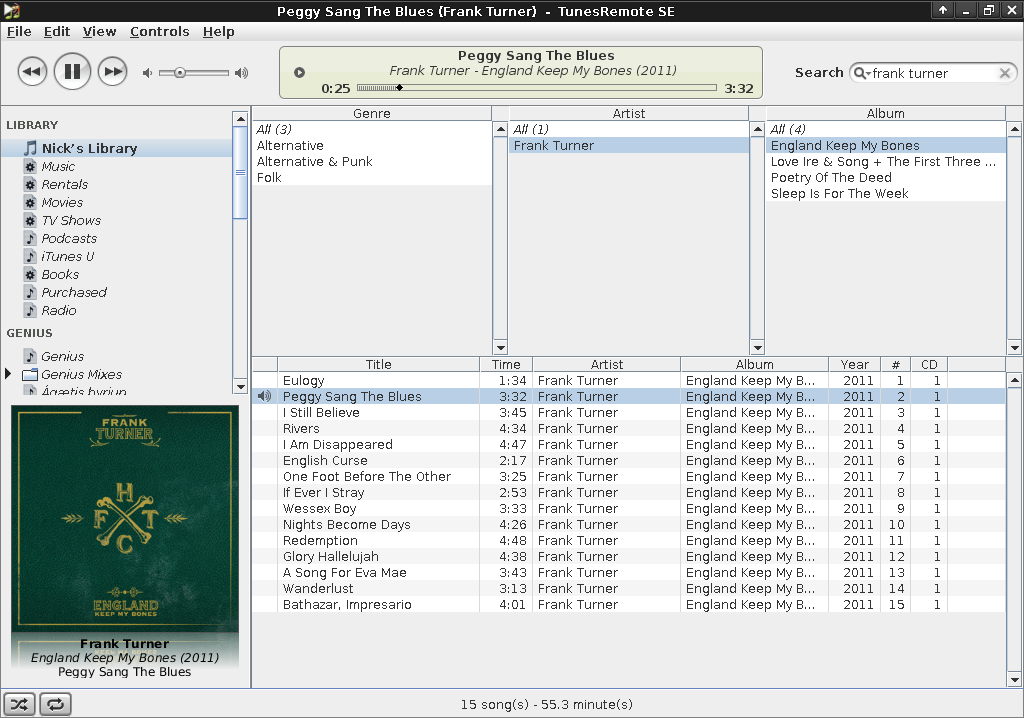 Peggy Sang The Blues (Frank Turner) - TunesRemote SE
File Edit View Controls Help
Peggy Sang The Blues
Frank Turner - England Keep My Bones (2011)
0:25 3:32
Search frank turner
LIBRARY
Nick's Library
Music
Rentals
Movies
TV Shows
Podcasts
iTunes U
Books
Purchased
Radio
GENIUS
Genius
Genius Mixes
Ágætis byrjun
Genre
All (3)
Alternative
Alternative & Punk
Folk
Artist
All (1)
Frank Turner
Album
All (4)
England Keep My Bones
Love Ire & Song + The First Three ...
Poetry Of The Deed
Sleep Is For The Week
Title Time Artist Album Year # CD
Eulogy 1:34 Frank Turner England Keep My B... 2011 1 1
Peggy Sang The Blues 3:32 Frank Turner England Keep My B... 2011 2 1
I Still Believe 3:45 Frank Turner England Keep My B... 2011 3 1
Rivers 4:34 Frank Turner England Keep My B... 2011 4 1
I Am Disappeared 4:47 Frank Turner England Keep My B... 2011 5 1
English Curse 2:17 Frank Turner England Keep My B... 2011 6 1
One Foot Before The Other 3:25 Frank Turner England Keep My B... 2011 7 1
If Ever I Stray 2:53 Frank Turner England Keep My B... 2011 8 1
Wessex Boy 3:33 Frank Turner England Keep My B... 2011 9 1
Nights Become Days 4:26 Frank Turner England Keep My B... 2011 10 1
Redemption 4:48 Frank Turner England Keep My B... 2011 11 1
Glory Hallelujah 4:38 Frank Turner England Keep My B... 2011 12 1
A Song For Eva Mae 3:43 Frank Turner England Keep My B... 2011 13 1
Wanderlust 3:13 Frank Turner England Keep My B... 2011 14 1
Bathazar, Impresario 4:01 Frank Turner England Keep My B... 2011 15 1
FRANK
TURNER
H
F T
C
ENGLAND
KEEP MY BONES
Frank Turner
England Keep My Bones (2011)
Peggy Sang The Blues
15 song(s) - 55.3 minute(s)